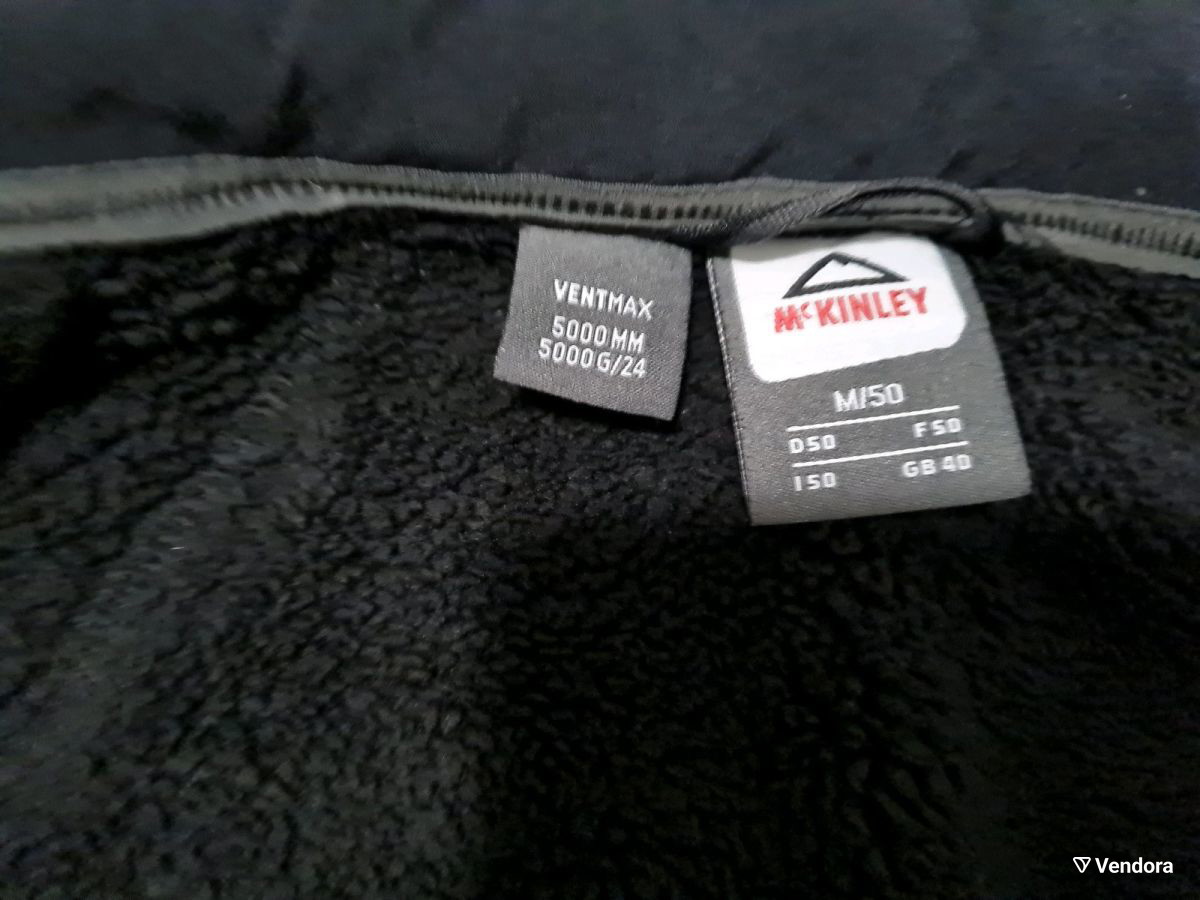 VENTMAX
5000MM
5000G/24
McKINLEY
M/50
D50 F50
I50 GB40
Vendora